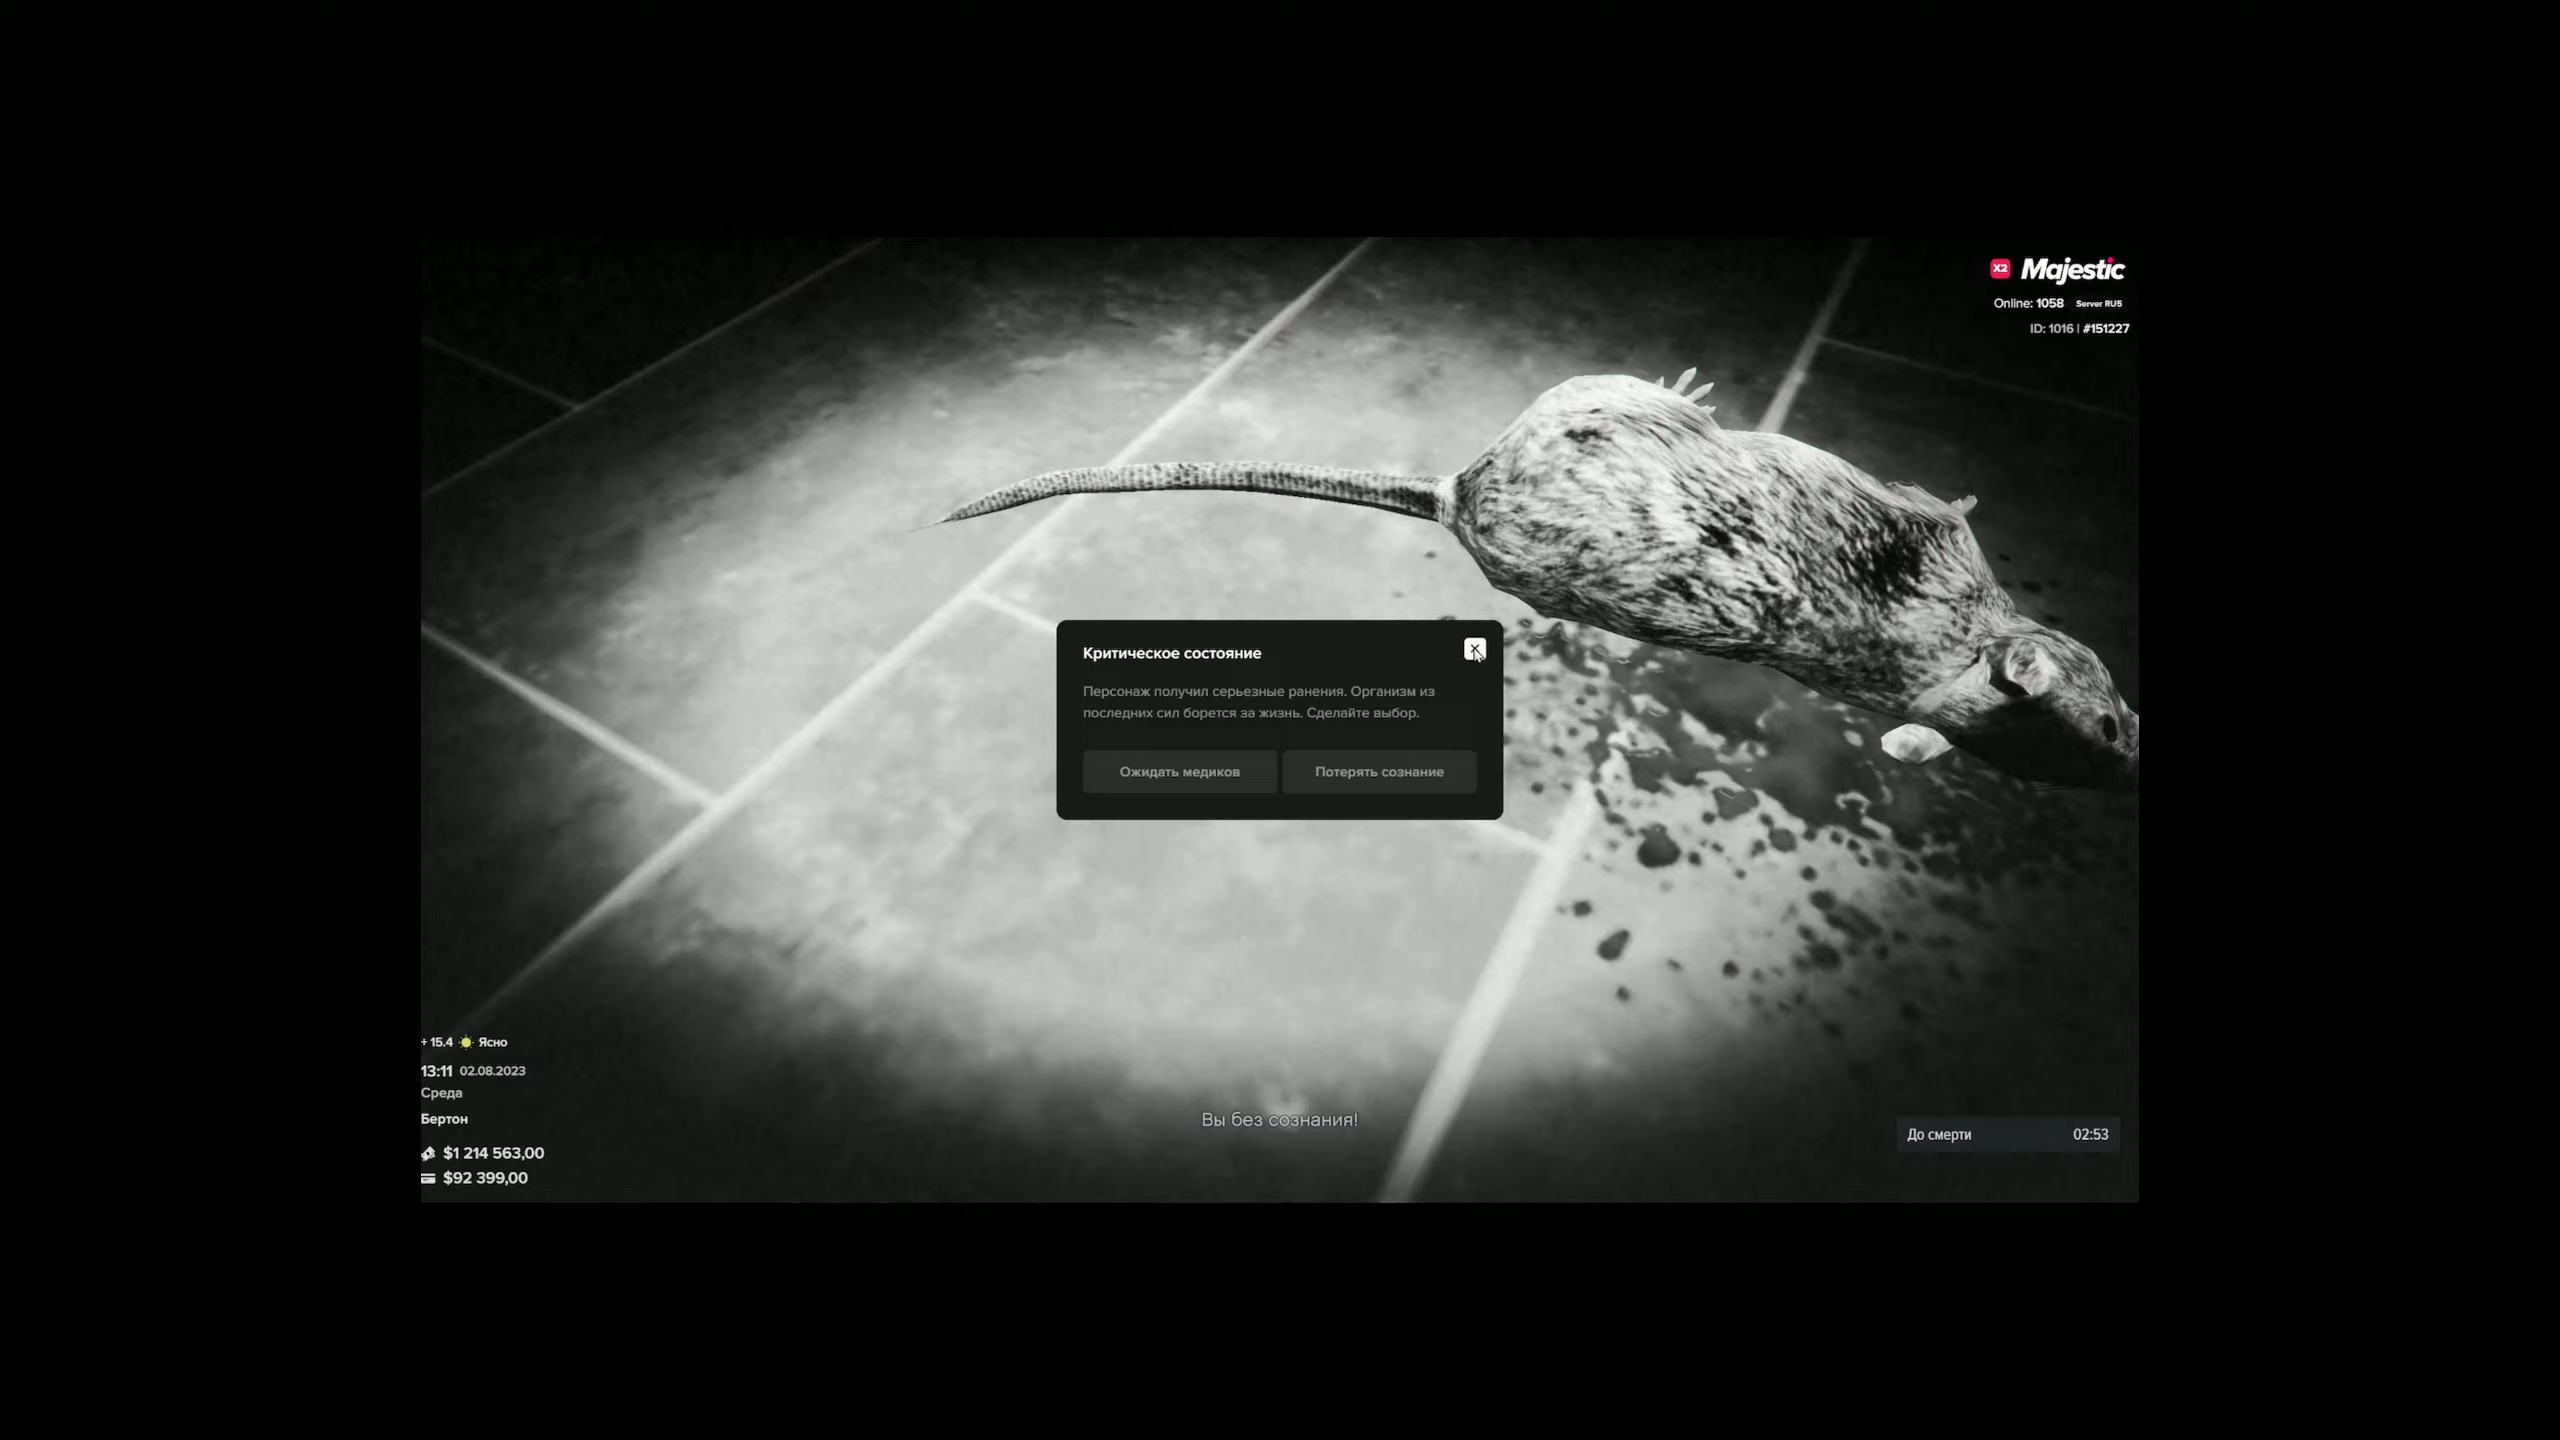 X2 Majestic
Online: 1058 Server RU5
ID: 1016 | #151227
Критическое состояние
Персонаж получил серьезные ранения. Организм из
последних сил борется за жизнь. Сделайте выбор.
Ожидать медиков Потерять сознание
+ 15.4 Ясно
13:11 02.08.2023
Среда
Бертон
$1 214 563,00
$92 399,00
Вы без сознания!
До смерти 02:53